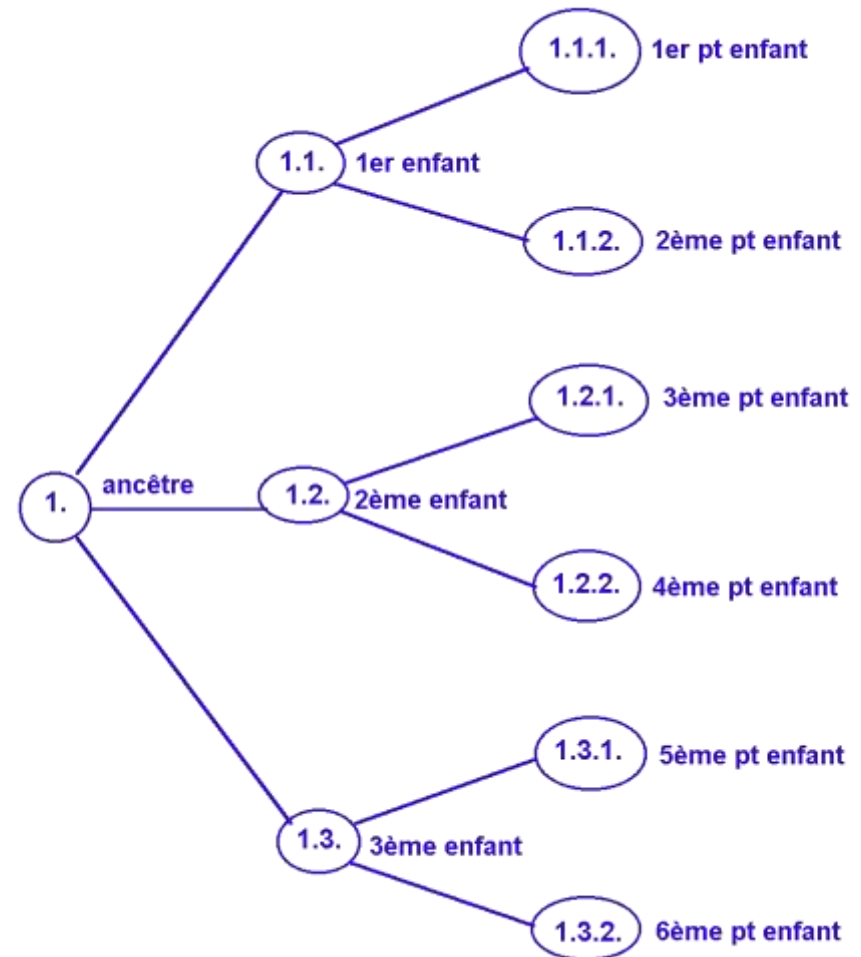 1.1.1. 1er pt enfant
1.1. 1er enfant
1.1.2. 2ème pt enfant
1.2.1. 3ème pt enfant
1. ancêtre
1.2. 2ème enfant
1.2.2. 4ème pt enfant
1.3.1. 5ème pt enfant
1.3. 3ème enfant
1.3.2. 6ème pt enfant